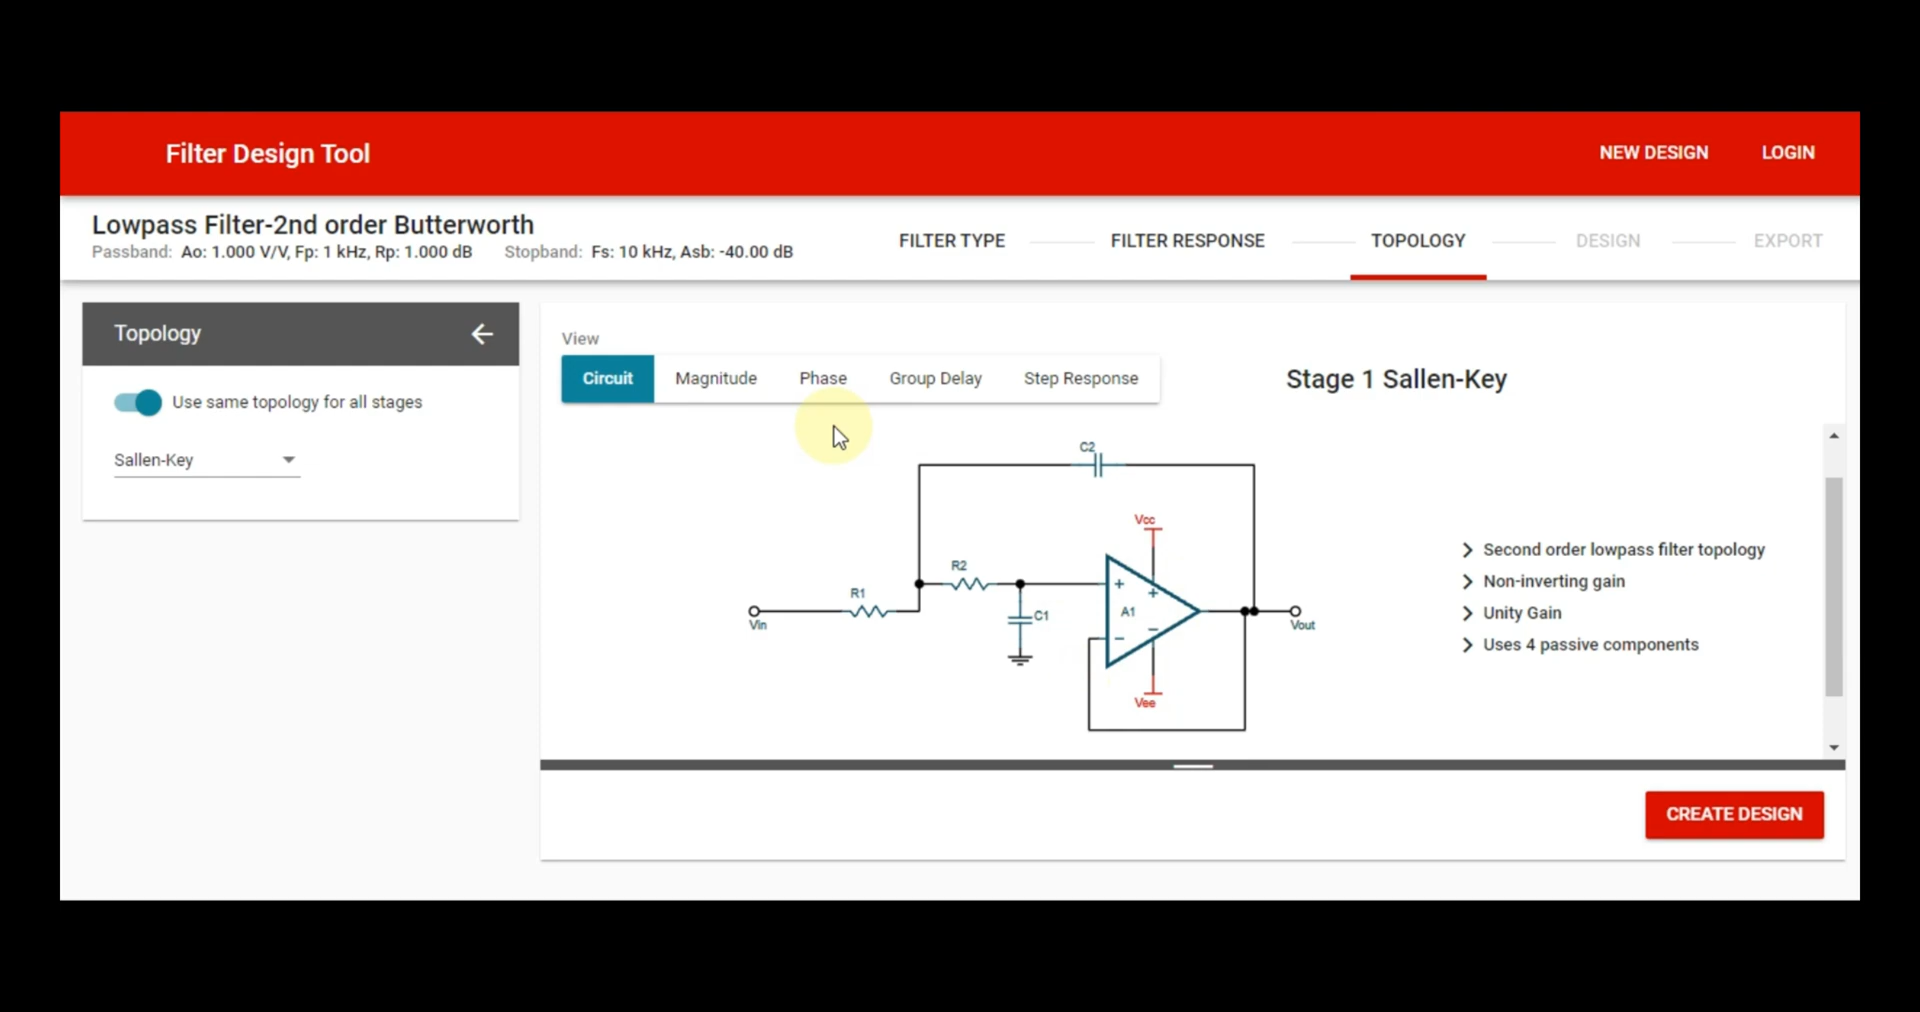 Filter Design Tool
NEW DESIGN
LOGIN
Lowpass Filter-2nd order Butterworth
Passband: Ao: 1.000 V/V, Fp: 1 kHz, Rp: 1.000 dB
Stopband: Fs: 10 kHz, Asb: -40.00 dB
FILTER TYPE
FILTER RESPONSE
TOPOLOGY
DESIGN
EXPORT
Topology
Use same topology for all stages
Sallen-Key
View
Circuit
Magnitude
Phase
Group Delay
Step Response
Stage 1 Sallen-Key
C2
Vcc
R2
R1
+
+
C1
A1
Vin
Vout
−
−
Vee
Second order lowpass filter topology
Non-inverting gain
Unity Gain
Uses 4 passive components
CREATE DESIGN